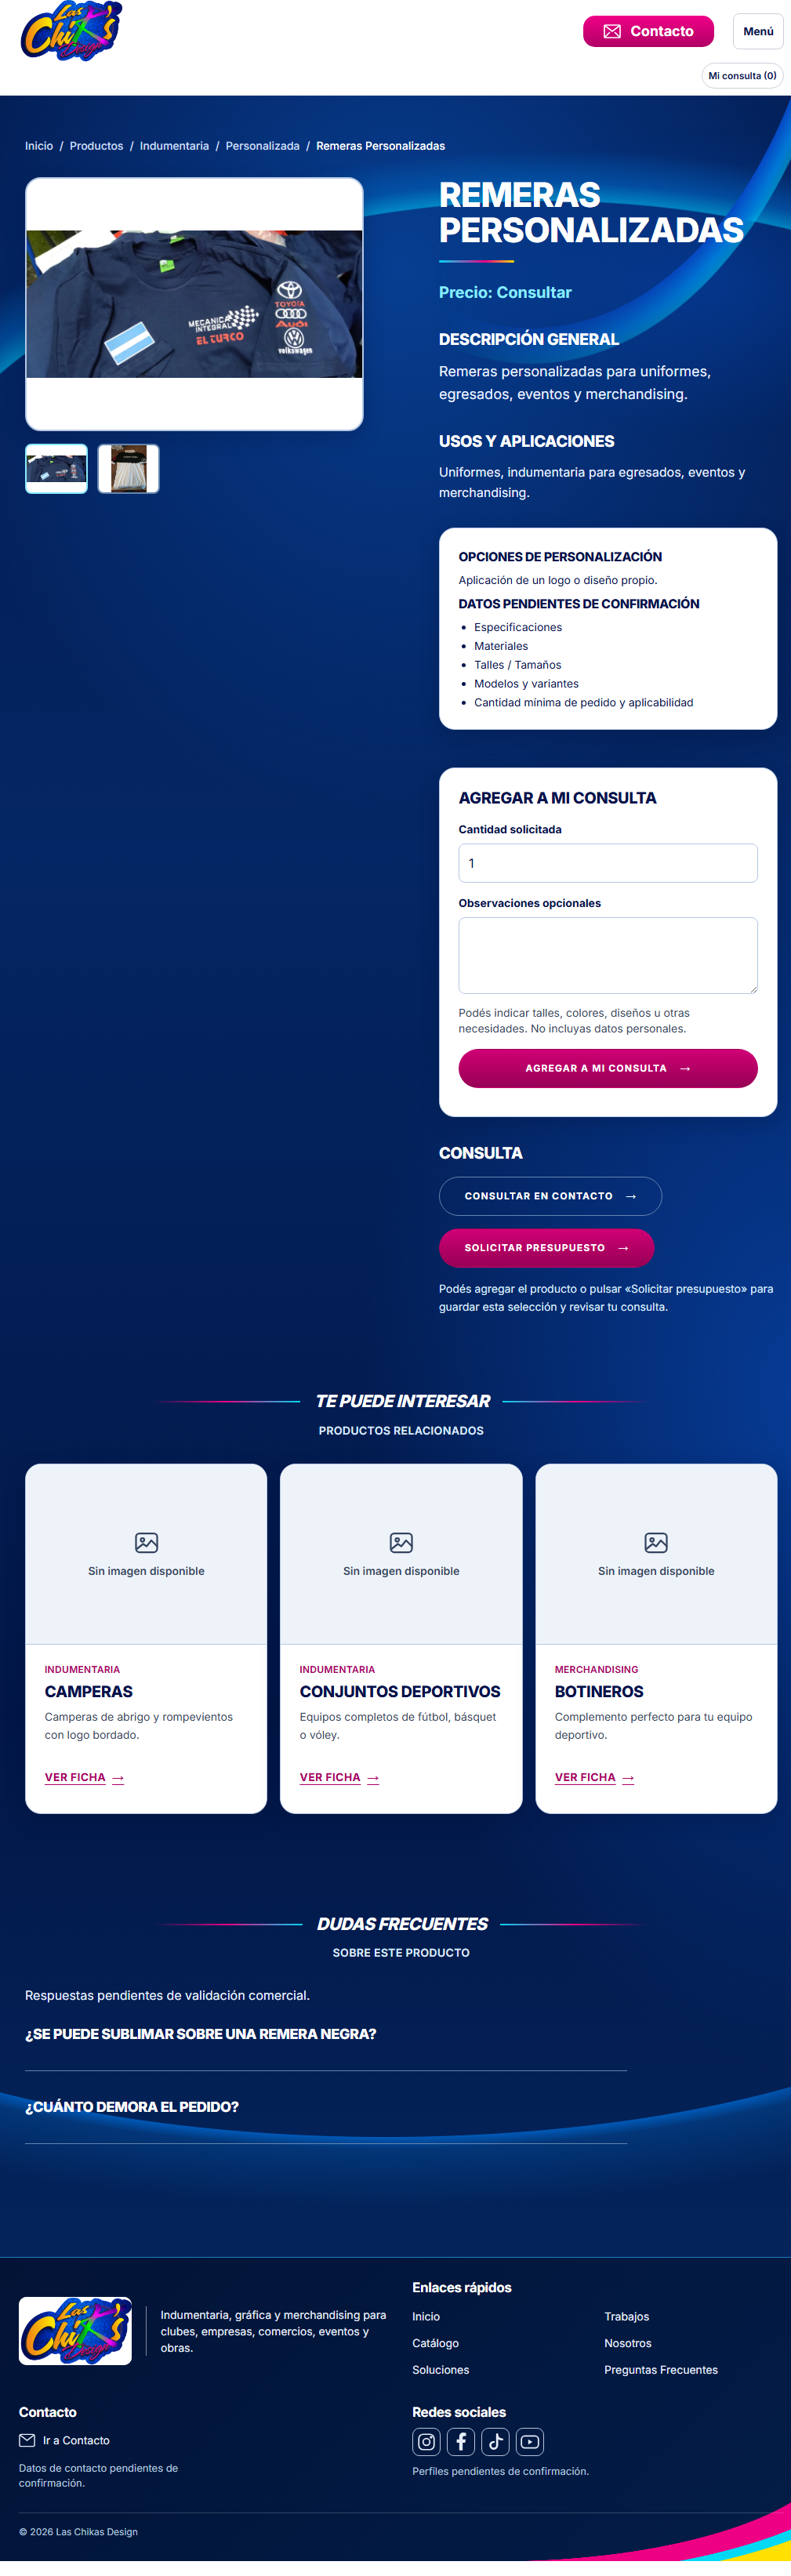 Las
Chikas
Design
Contacto
Menú
Mi consulta (0)
Inicio / Productos / Indumentaria / Personalizada / Remeras Personalizadas
MECANICA
INTEGRAL
EL TURCO
TOYOTA
Audi
Volkswagen
REMERAS
PERSONALIZADAS
Precio: Consultar
DESCRIPCIÓN GENERAL
Remeras personalizadas para uniformes,
egresados, eventos y merchandising.
USOS Y APLICACIONES
Uniformes, indumentaria para egresados, eventos y
merchandising.
OPCIONES DE PERSONALIZACIÓN
Aplicación de un logo o diseño propio.
DATOS PENDIENTES DE CONFIRMACIÓN
• Especificaciones
• Materiales
• Talles / Tamaños
• Modelos y variantes
• Cantidad mínima de pedido y aplicabilidad
AGREGAR A MI CONSULTA
Cantidad solicitada
1
Observaciones opcionales
Podés indicar talles, colores, diseños u otras
necesidades. No incluyas datos personales.
AGREGAR A MI CONSULTA →
CONSULTA
CONSULTAR EN CONTACTO →
SOLICITAR PRESUPUESTO →
Podés agregar el producto o pulsar «Solicitar presupuesto» para
guardar esta selección y revisar tu consulta.
TE PUEDE INTERESAR
PRODUCTOS RELACIONADOS
Sin imagen disponible
INDUMENTARIA
CAMPERAS
Camperas de abrigo y rompevientos
con logo bordado.
VER FICHA →
Sin imagen disponible
INDUMENTARIA
CONJUNTOS DEPORTIVOS
Equipos completos de fútbol, básquet
o vóley.
VER FICHA →
Sin imagen disponible
MERCHANDISING
BOTINEROS
Complemento perfecto para tu equipo
deportivo.
VER FICHA →
DUDAS FRECUENTES
SOBRE ESTE PRODUCTO
Respuestas pendientes de validación comercial.
¿SE PUEDE SUBLIMAR SOBRE UNA REMERA NEGRA?
¿CUÁNTO DEMORA EL PEDIDO?
Las
Chikas
Design
Indumentaria, gráfica y merchandising para
clubes, empresas, comercios, eventos y
obras.
Enlaces rápidos
Inicio
Trabajos
Catálogo
Nosotros
Soluciones
Preguntas Frecuentes
Contacto
Ir a Contacto
Datos de contacto pendientes de
confirmación.
Redes sociales
Perfiles pendientes de confirmación.
© 2026 Las Chikas Design